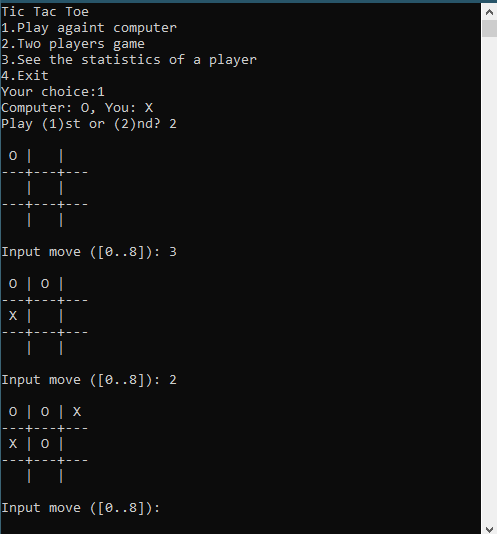 Tic Tac Toe
1.Play againt computer
2.Two players game
3.See the statistics of a player
4.Exit
Your choice:1
Computer: O, You: X
Play (1)st or (2)nd? 2
 O |   |
---+---+---
   |   |
---+---+---
   |   |
Input move ([0..8]): 3
 O | O |
---+---+---
 X |   |
---+---+---
   |   |
Input move ([0..8]): 2
 O | O | X
---+---+---
 X | O |
---+---+---
   |   |
Input move ([0..8]):